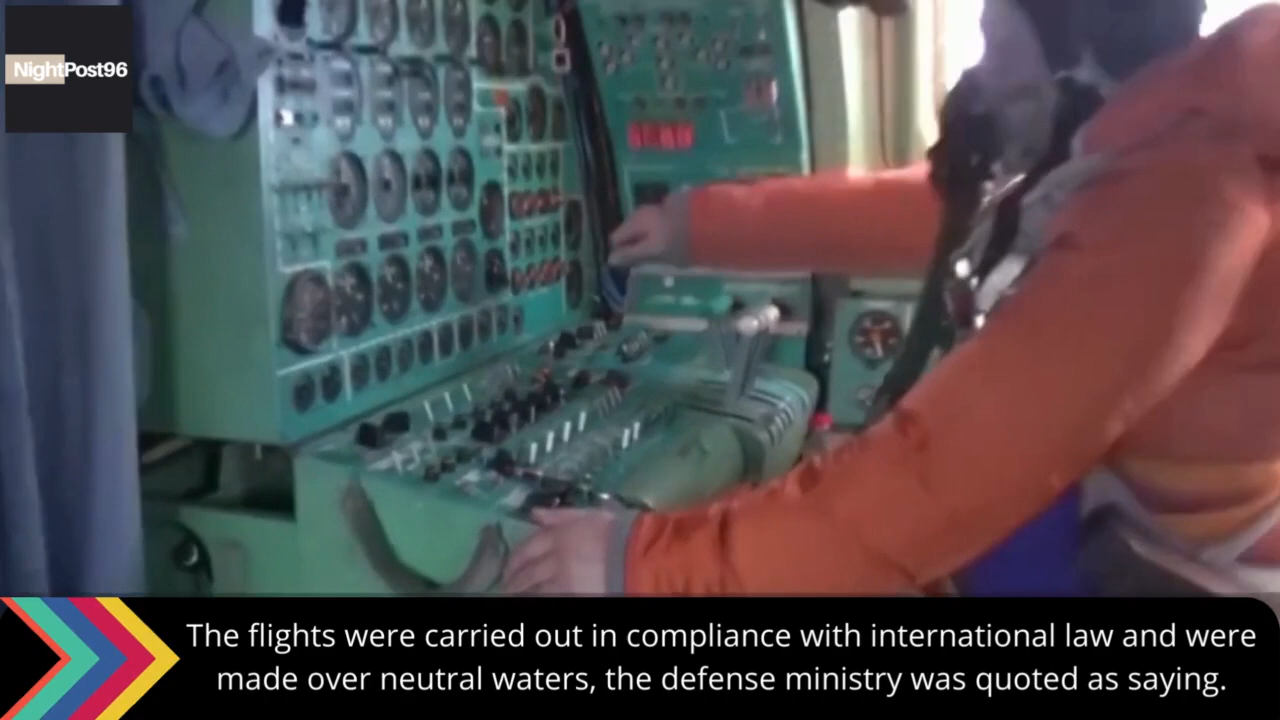 NightPost96
The flights were carried out in compliance with international law and were
made over neutral waters, the defense ministry was quoted as saying.